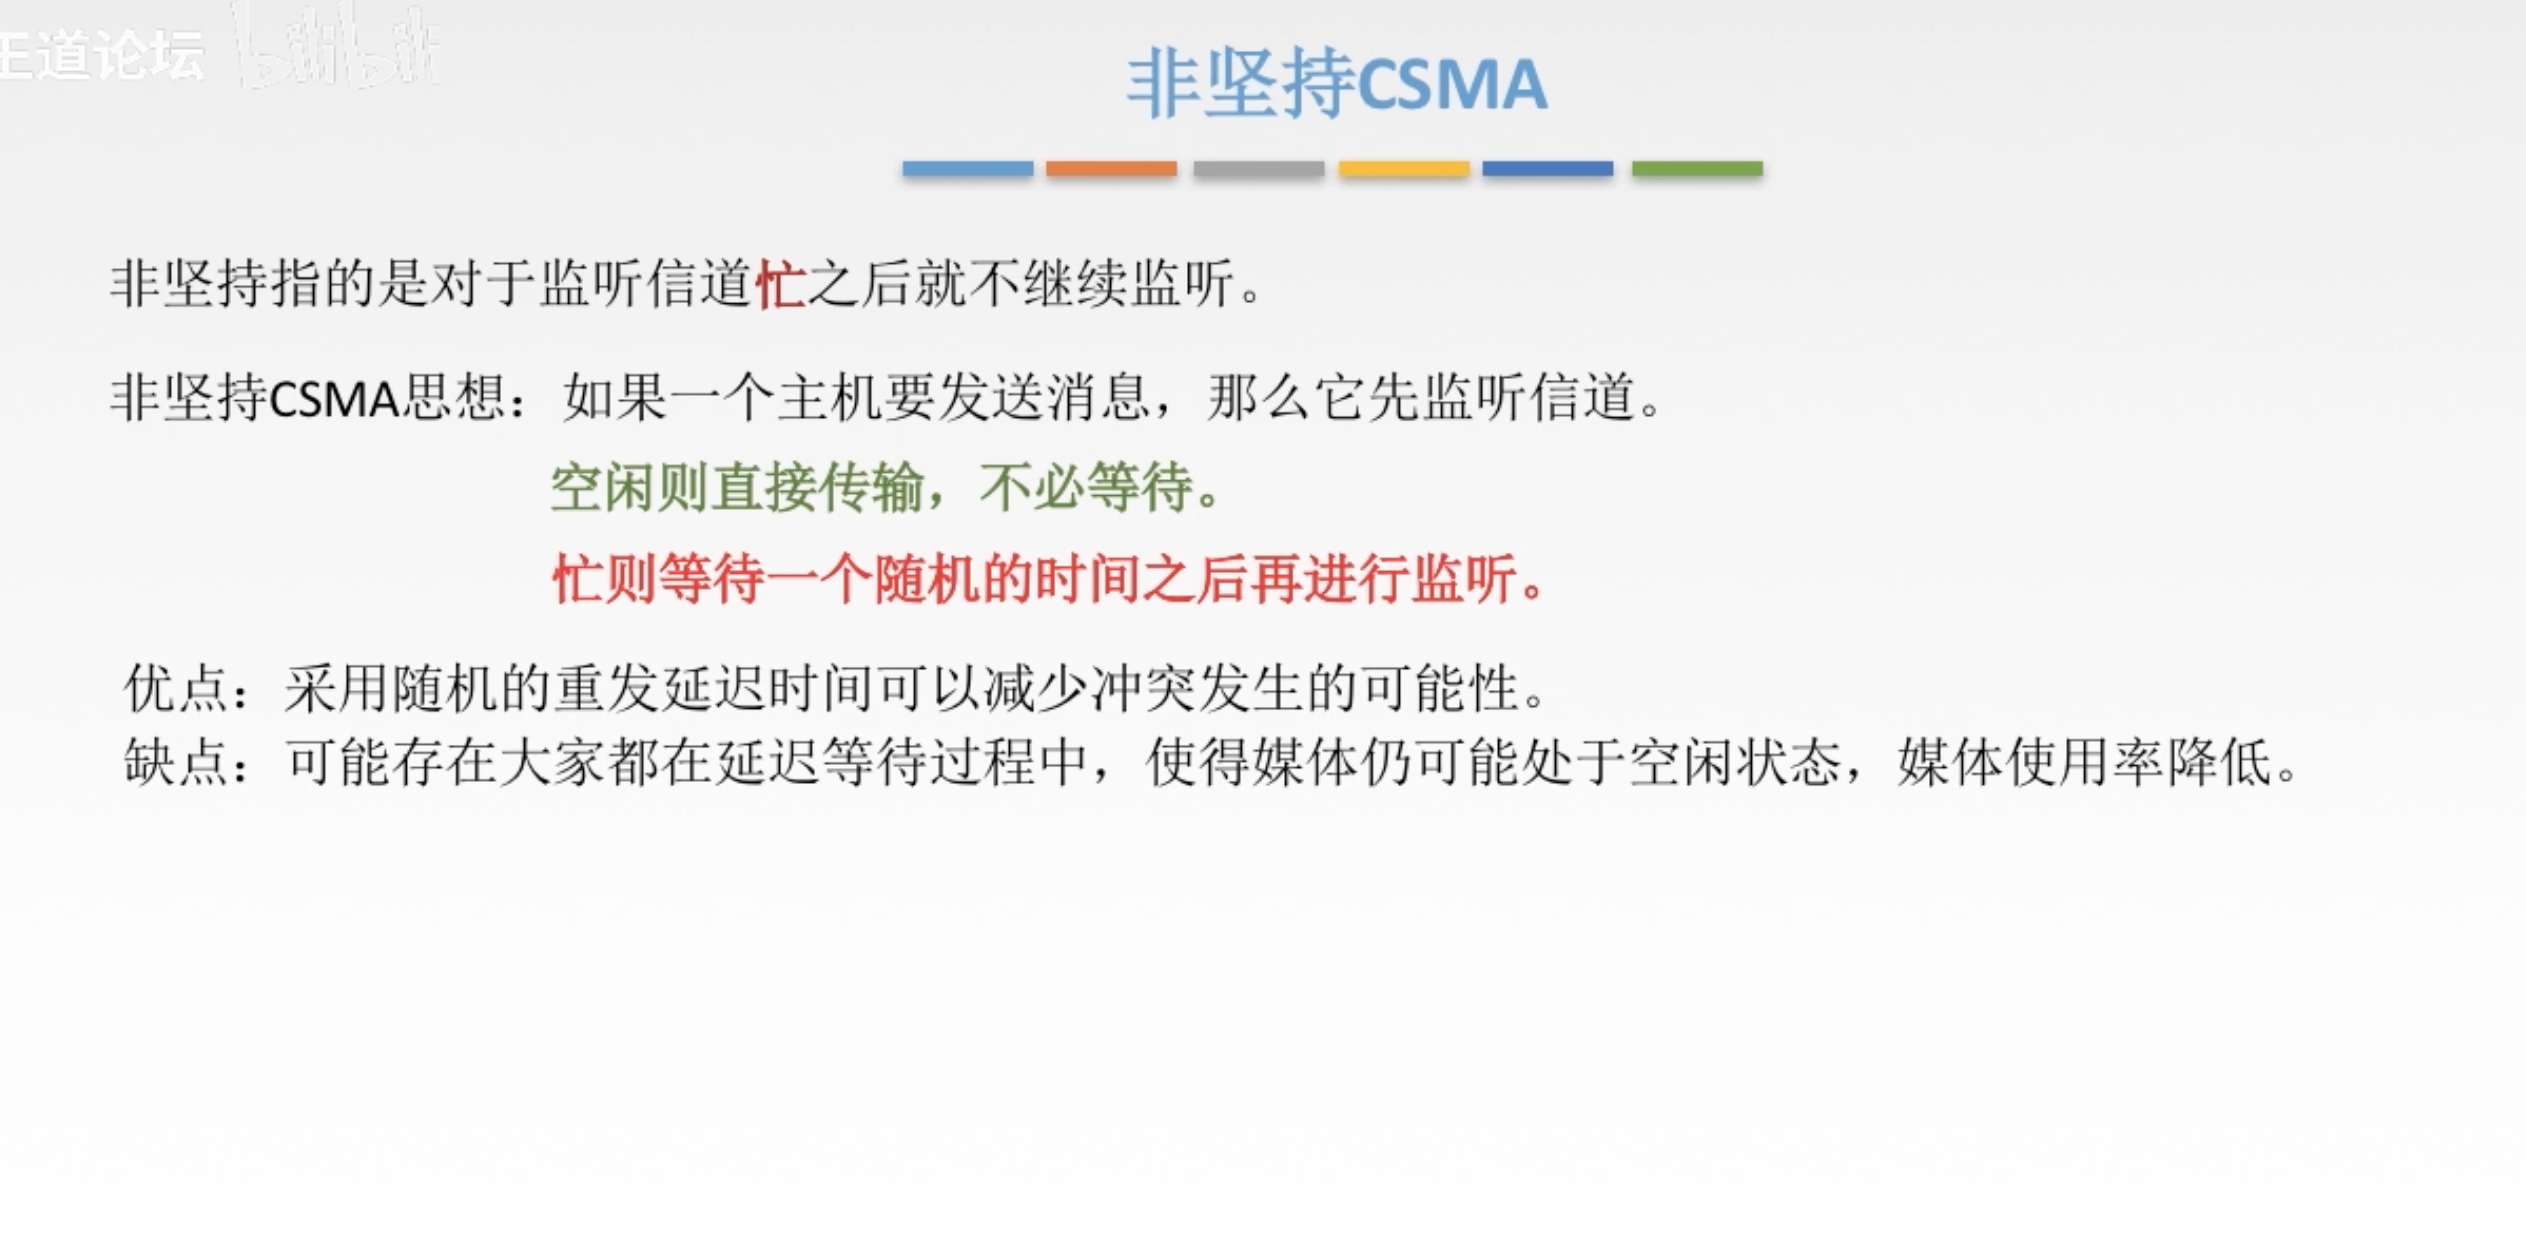 王道论坛 bilibili
非坚持CSMA
非坚持指的是对于监听信道忙之后就不继续监听。
非坚持CSMA思想：如果一个主机要发送消息，那么它先监听信道。
空闲则直接传输，不必等待。
忙则等待一个随机的时间之后再进行监听。
优点：采用随机的重发延迟时间可以减少冲突发生的可能性。
缺点：可能存在大家都在延迟等待过程中，使得媒体仍可能处于空闲状态，媒体使用率降低。